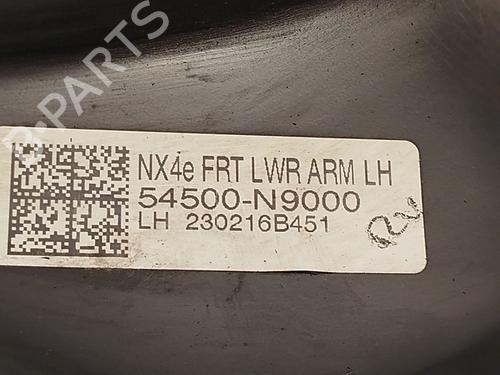 B-PARTS
NX4e FRT LWR ARM LH
54500-N9000
LH 230216B451